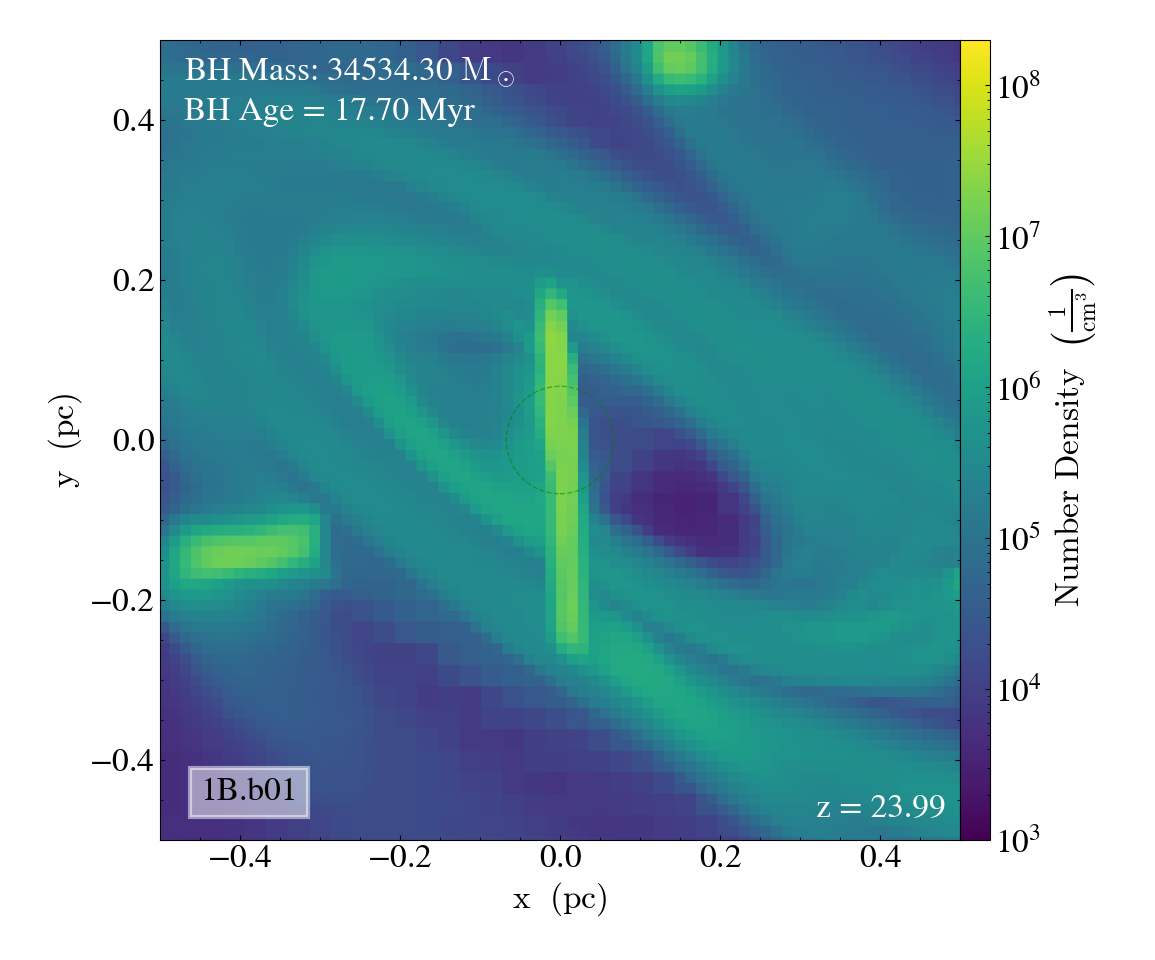 BH Mass: 34534.30 M⊙
BH Age = 17.70 Myr
1B.b01
z = 23.99
0.4
0.2
0.0
−0.2
−0.4
y (pc)
−0.4 −0.2 0.0 0.2 0.4
x (pc)
10⁸
10⁷
10⁶
10⁵
10⁴
10³
Number Density (1/cm³)